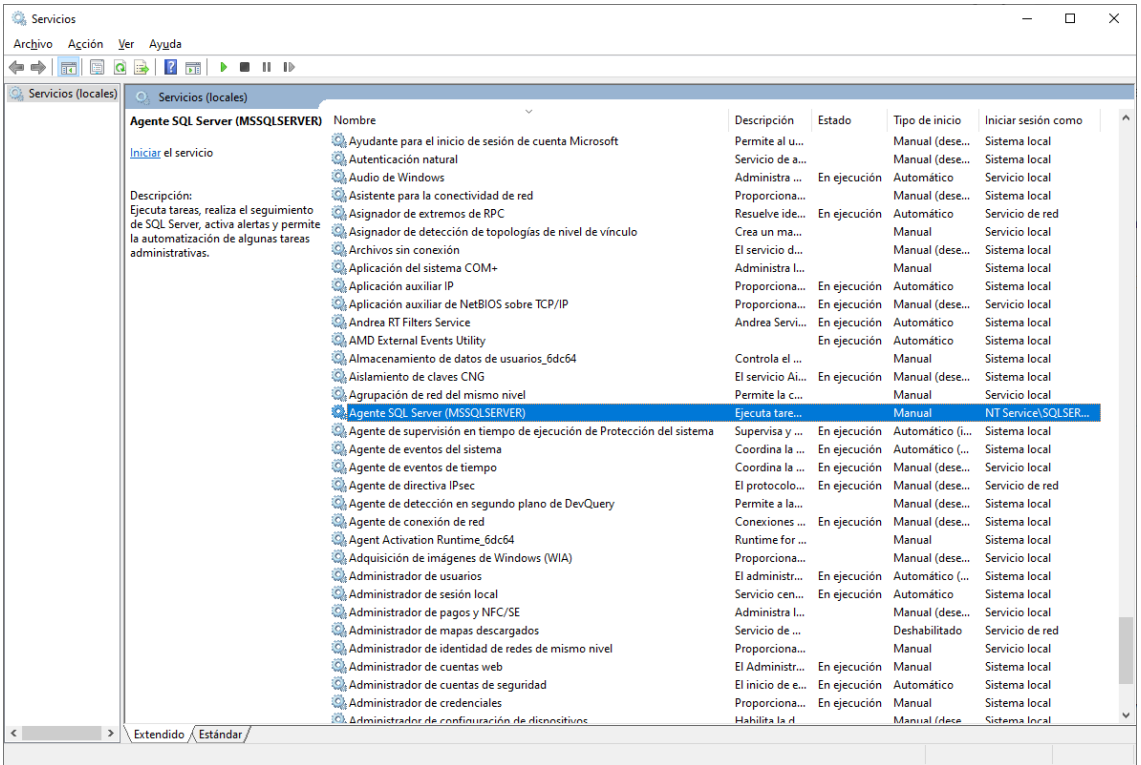 Servicios
Archivo Acción Ver Ayuda
Servicios (locales)
Servicios (locales)
Agente SQL Server (MSSQLSERVER)
Iniciar el servicio
Descripción:
Ejecuta tareas, realiza el seguimiento
de SQL Server, activa alertas y permite
la automatización de algunas tareas
administrativas.
Nombre Descripción Estado Tipo de inicio Iniciar sesión como
Ayudante para el inicio de sesión de cuenta Microsoft Permite al u... Manual (dese... Sistema local
Autenticación natural Servicio de a... Manual (dese... Sistema local
Audio de Windows Administra ... En ejecución Automático Servicio local
Asistente para la conectividad de red Proporciona... Manual (dese... Sistema local
Asignador de extremos de RPC Resuelve ide... En ejecución Automático Servicio de red
Asignador de detección de topologías de nivel de vínculo Crea un ma... Manual Servicio local
Archivos sin conexión El servicio d... Manual (dese... Sistema local
Aplicación del sistema COM+ Administra l... Manual Sistema local
Aplicación auxiliar IP Proporciona... En ejecución Automático Sistema local
Aplicación auxiliar de NetBIOS sobre TCP/IP Proporciona... En ejecución Manual (dese... Servicio local
Andrea RT Filters Service Andrea Servi... En ejecución Automático Sistema local
AMD External Events Utility En ejecución Automático Sistema local
Almacenamiento de datos de usuarios_6dc64 Controla el ... Manual Sistema local
Aislamiento de claves CNG El servicio Ai... En ejecución Manual (dese... Sistema local
Agrupación de red del mismo nivel Permite la c... Manual Servicio local
Agente SQL Server (MSSQLSERVER) Ejecuta tare... Manual NT Service\SQLSER...
Agente de supervisión en tiempo de ejecución de Protección del sistema Supervisa y ... En ejecución Automático (i... Sistema local
Agente de eventos del sistema Coordina la ... En ejecución Automático (... Sistema local
Agente de eventos de tiempo Coordina la ... En ejecución Manual (dese... Servicio local
Agente de directiva IPsec El protocolo... En ejecución Manual (dese... Servicio de red
Agente de detección en segundo plano de DevQuery Permite a la... Manual (dese... Sistema local
Agente de conexión de red Conexiones ... En ejecución Manual (dese... Sistema local
Agent Activation Runtime_6dc64 Runtime for ... Manual Sistema local
Adquisición de imágenes de Windows (WIA) Proporciona... Manual (dese... Servicio local
Administrador de usuarios El administr... En ejecución Automático (... Sistema local
Administrador de sesión local Servicio cen... En ejecución Automático Sistema local
Administrador de pagos y NFC/SE Administra l... Manual (dese... Servicio local
Administrador de mapas descargados Servicio de ... Deshabilitado Servicio de red
Administrador de identidad de redes de mismo nivel Proporciona... Manual Servicio local
Administrador de cuentas web El Administr... En ejecución Manual Sistema local
Administrador de cuentas de seguridad El inicio de e... En ejecución Automático Sistema local
Administrador de credenciales Proporciona... En ejecución Manual Sistema local
Administrador de configuración de dispositivos Habilita la d... Manual (dese... Sistema local
Extendido Estándar